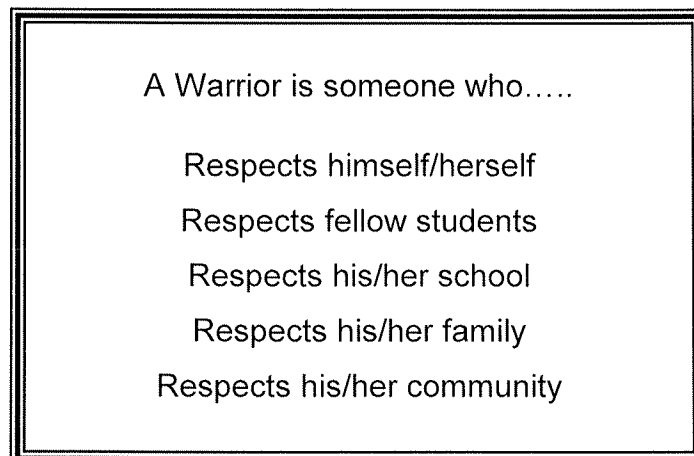 A Warrior is someone who…..
Respects himself/herself
Respects fellow students
Respects his/her school
Respects his/her family
Respects his/her community